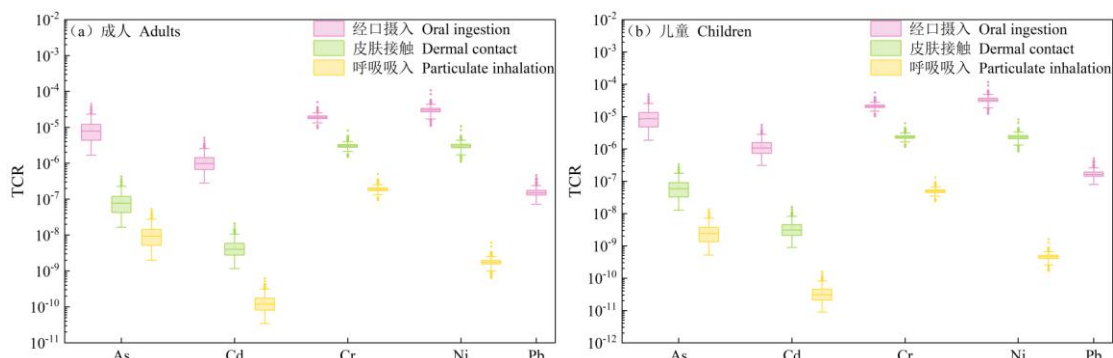 (a) 成人 Adults
经口摄入 Oral ingestion
皮肤接触 Dermal contact
呼吸吸入 Particulate inhalation
TCR
10⁻²
10⁻³
10⁻⁴
10⁻⁵
10⁻⁶
10⁻⁷
10⁻⁸
10⁻⁹
10⁻¹⁰
10⁻¹¹
As Cd Cr Ni Pb
(b) 儿童 Children
经口摄入 Oral ingestion
皮肤接触 Dermal contact
呼吸吸入 Particulate inhalation
TCR
10⁻²
10⁻³
10⁻⁴
10⁻⁵
10⁻⁶
10⁻⁷
10⁻⁸
10⁻⁹
10⁻¹⁰
10⁻¹¹
10⁻¹²
As Cd Cr Ni Pb